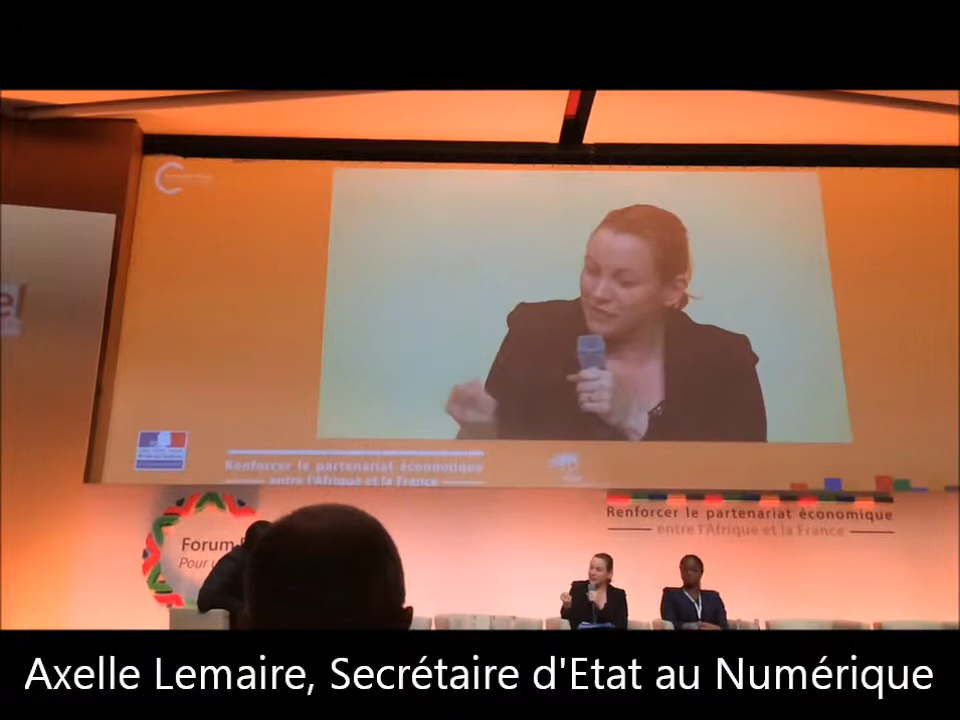 Renforcer le partenariat économique
entre l'Afrique et la France
Renforcer le partenariat économique
entre l'Afrique et la France
Forum
Pour
Axelle Lemaire, Secrétaire d'Etat au Numérique